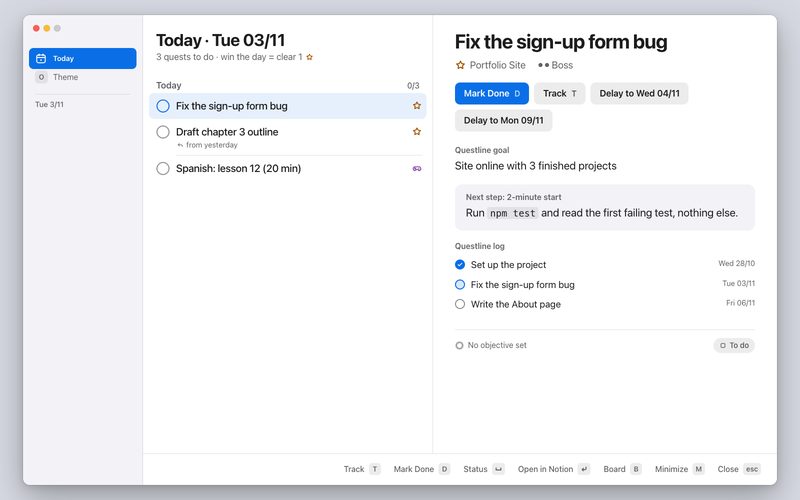 Today
O Theme
Tue 3/11
Today · Tue 03/11
3 quests to do · win the day = clear 1
Today 0/3
Fix the sign-up form bug
Draft chapter 3 outline
from yesterday
Spanish: lesson 12 (20 min)
Fix the sign-up form bug
Portfolio Site Boss
Mark Done D Track T Delay to Wed 04/11
Delay to Mon 09/11
Questline goal
Site online with 3 finished projects
Next step: 2-minute start
Run npm test and read the first failing test, nothing else.
Questline log
Set up the project Wed 28/10
Fix the sign-up form bug Tue 03/11
Write the About page Fri 06/11
No objective set To do
Track T Mark Done D Status Open in Notion ↵ Board B Minimize M Close esc